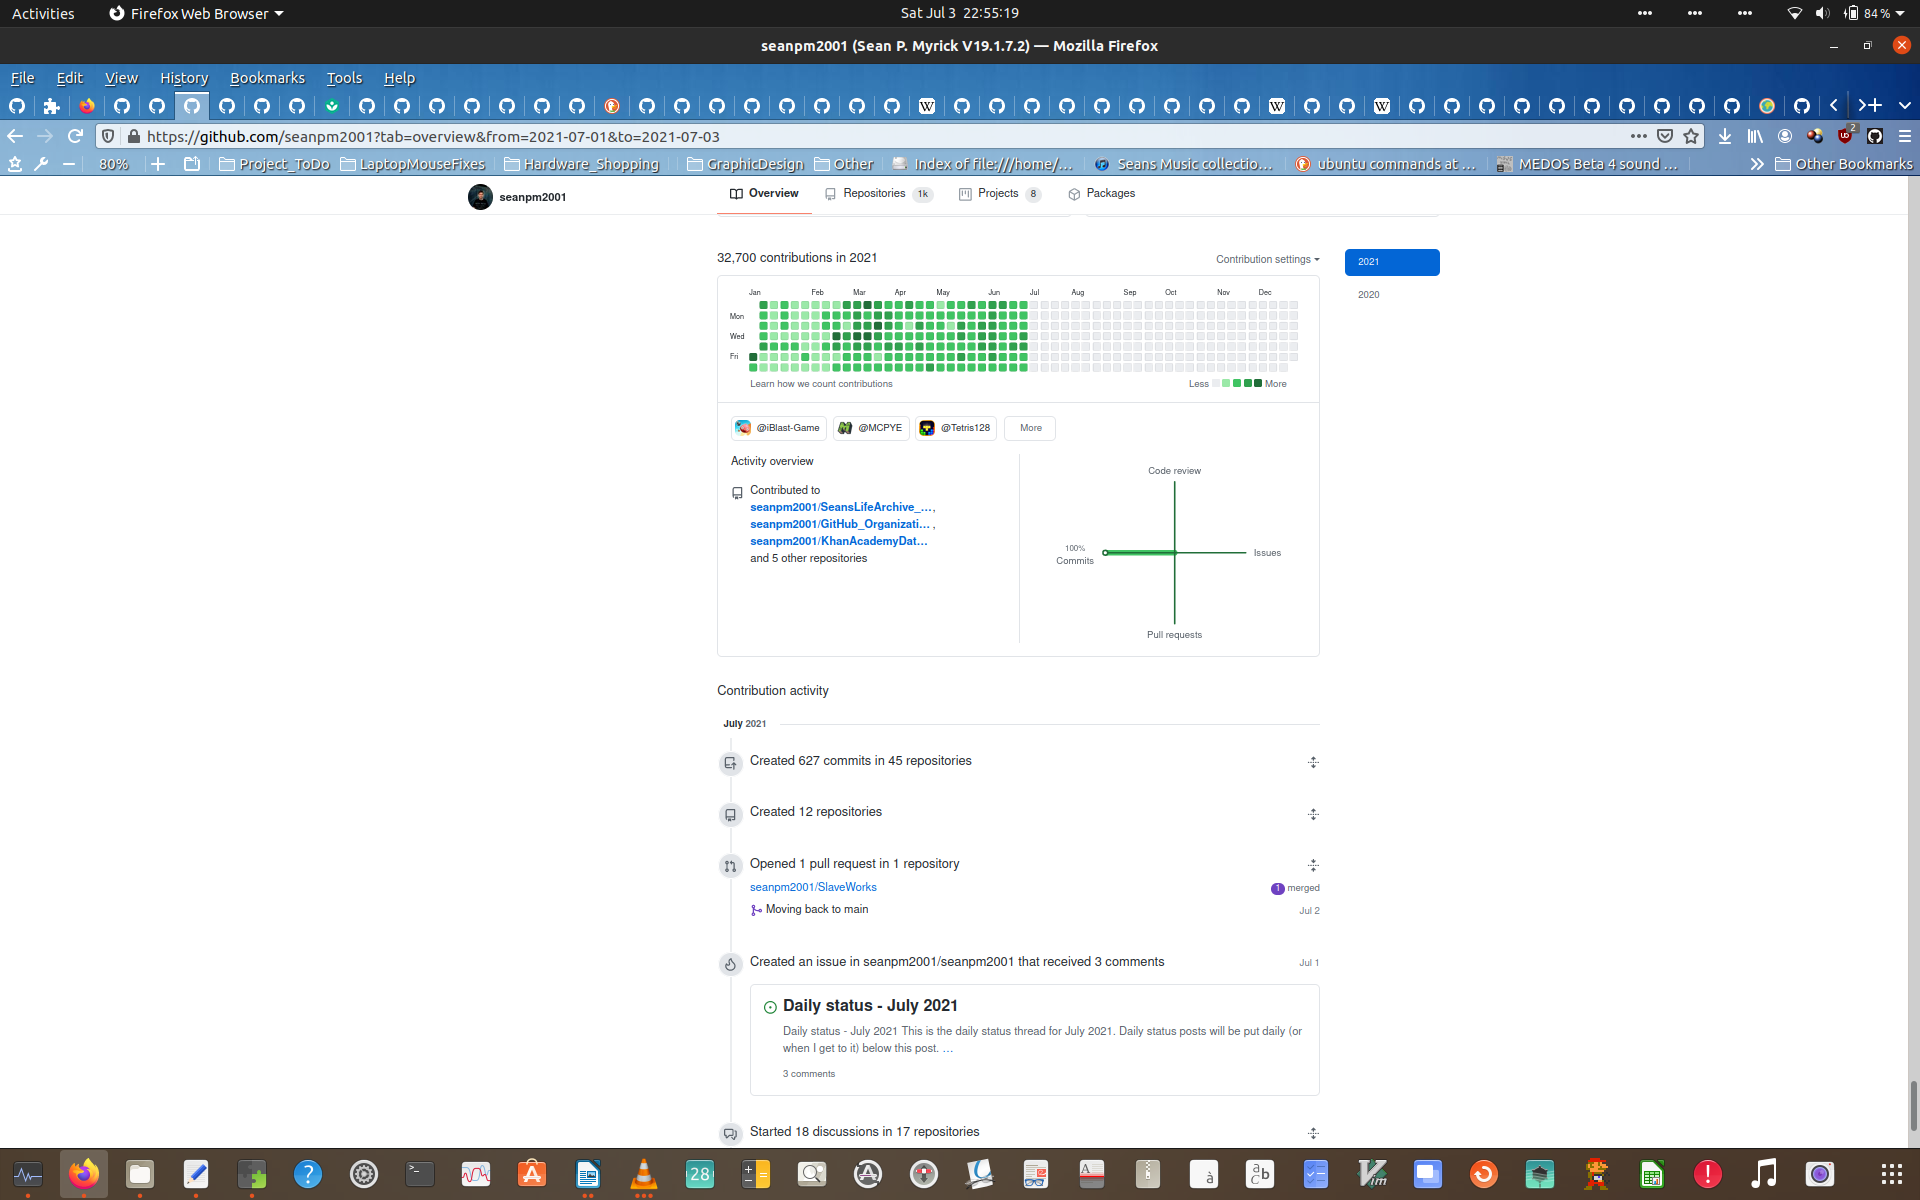 Activities
Firefox Web Browser
Sat Jul 3 22:55:19
84%
seanpm2001 (Sean P. Myrick V19.1.7.2) — Mozilla Firefox
File Edit View History Bookmarks Tools Help
https://github.com/seanpm2001?tab=overview&from=2021-07-01&to=2021-07-03
2
80%
Project_ToDo
LaptopMouseFixes
Hardware_Shopping
GraphicDesign
Other
Index of file:///home/...
Seans Music collectio...
ubuntu commands at ...
MEDOS Beta 4 sound ...
Other Bookmarks
seanpm2001
Overview
Repositories 1k
Projects 8
Packages
32,700 contributions in 2021
Contribution settings
2021
2020
Jan Feb Mar Apr May Jun Jul Aug Sep Oct Nov Dec
Mon
Wed
Fri
Learn how we count contributions
Less
More
@iBlast-Game
@MCPYE
@Tetris128
More
Activity overview
Contributed to
seanpm2001/SeansLifeArchive_...,
seanpm2001/GitHub_Organizati... ,
seanpm2001/KhanAcademyDat...
and 5 other repositories
Code review
100%
Commits
Issues
Pull requests
Contribution activity
July 2021
Created 627 commits in 45 repositories
Created 12 repositories
Opened 1 pull request in 1 repository
seanpm2001/SlaveWorks
1 merged
Moving back to main
Jul 2
Created an issue in seanpm2001/seanpm2001 that received 3 comments
Jul 1
Daily status - July 2021
Daily status - July 2021 This is the daily status thread for July 2021. Daily status posts will be put daily (or
when I get to it) below this post. …
3 comments
Started 18 discussions in 17 repositories
28